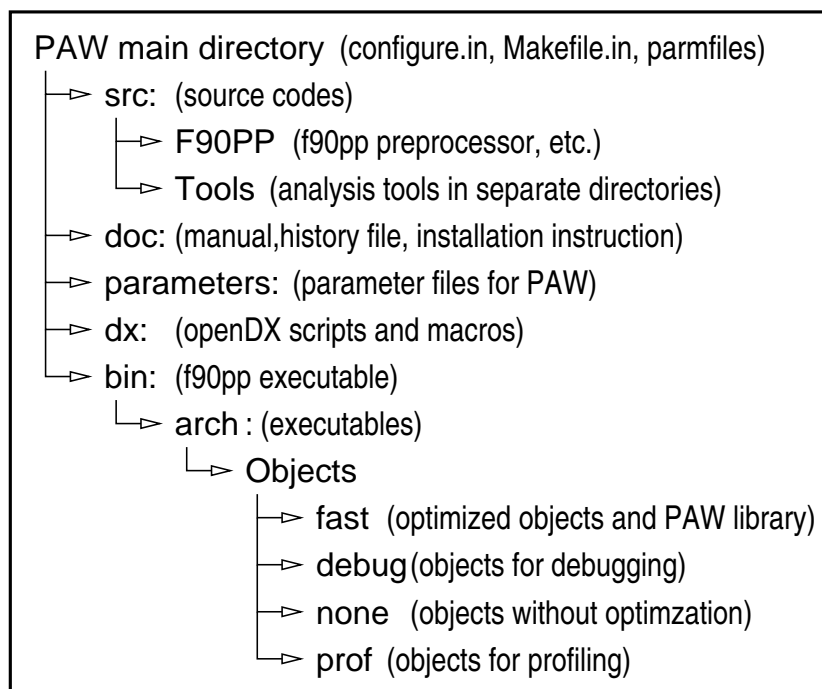 PAW main directory (configure.in, Makefile.in, parmfiles)
src: (source codes)
F90PP (f90pp preprocessor, etc.)
Tools (analysis tools in separate directories)
doc: (manual,history file, installation instruction)
parameters: (parameter files for PAW)
dx: (openDX scripts and macros)
bin: (f90pp executable)
arch : (executables)
Objects
fast (optimized objects and PAW library)
debug(objects for debugging)
none (objects without optimzation)
prof (objects for profiling)